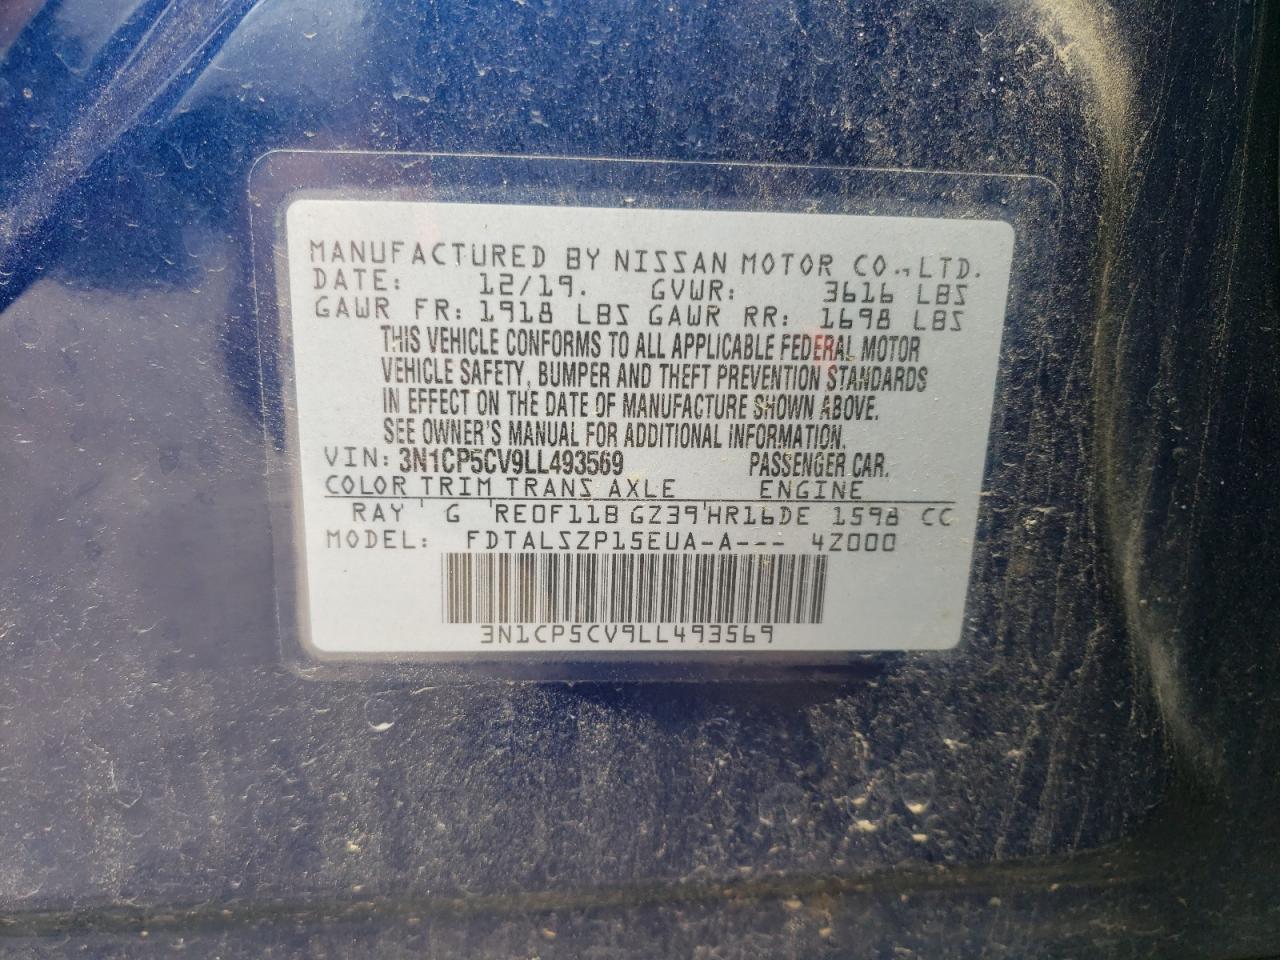 MANUFACTURED BY NISSAN MOTOR CO.,LTD.
DATE: 12/19. GVWR: 3616 LBS
GAWR FR: 1918 LBS GAWR RR: 1698 LBS
THIS VEHICLE CONFORMS TO ALL APPLICABLE FEDERAL MOTOR
VEHICLE SAFETY, BUMPER AND THEFT PREVENTION STANDARDS
IN EFFECT ON THE DATE OF MANUFACTURE SHOWN ABOVE.
SEE OWNER'S MANUAL FOR ADDITIONAL INFORMATION.
VIN: 3N1CP5CV9LL493569 PASSENGER CAR.
COLOR TRIM TRANS AXLE ENGINE
RAY G RE0F11B GZ39 HR16DE 1598 CC
MODEL: FDTALSZP15EUA-A--- 4Z000
3N1CP5CV9LL493569